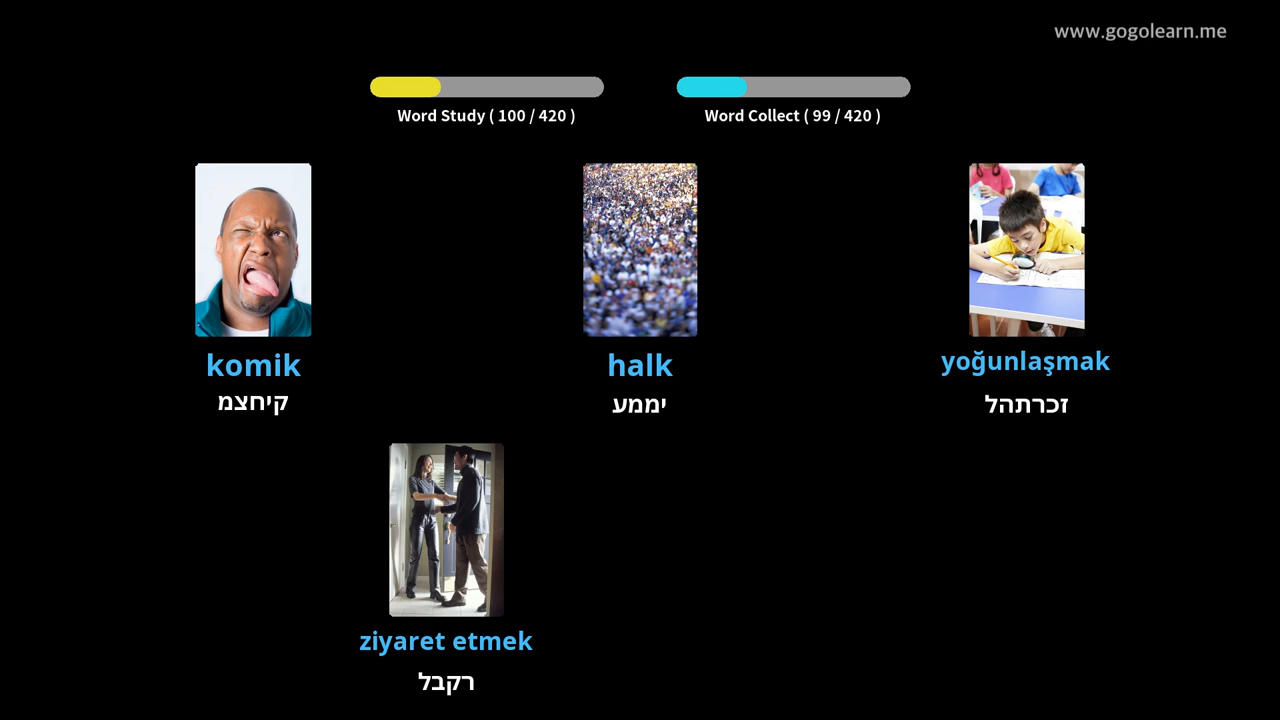 www.gogolearn.me
Word Study ( 100 / 420 )
Word Collect ( 99 / 420 )
komik
קיחצמ
halk
יממע
yoğunlaşmak
זכרתהל
ziyaret etmek
רקבל